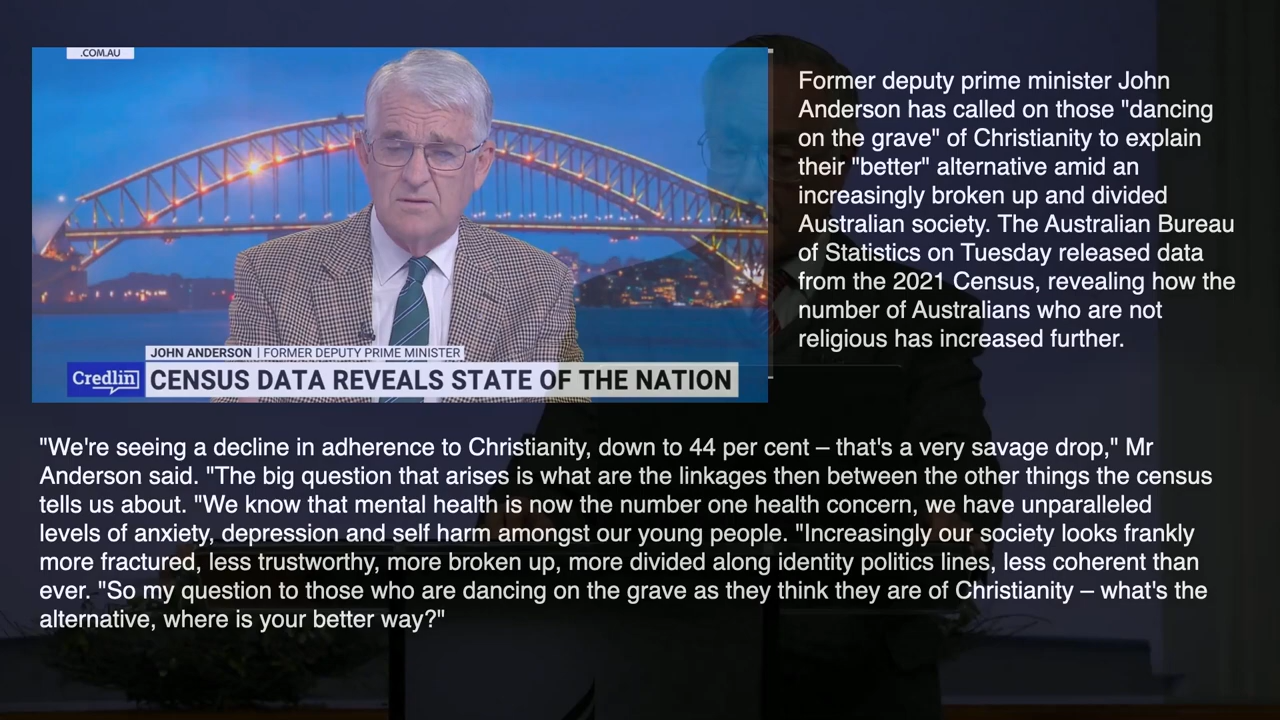 .COM.AU
JOHN ANDERSON | FORMER DEPUTY PRIME MINISTER
Credlin
CENSUS DATA REVEALS STATE OF THE NATION
Former deputy prime minister John
Anderson has called on those "dancing
on the grave" of Christianity to explain
their "better" alternative amid an
increasingly broken up and divided
Australian society. The Australian Bureau
of Statistics on Tuesday released data
from the 2021 Census, revealing how the
number of Australians who are not
religious has increased further.
"We're seeing a decline in adherence to Christianity, down to 44 per cent – that's a very savage drop," Mr
Anderson said. "The big question that arises is what are the linkages then between the other things the census
tells us about. "We know that mental health is now the number one health concern, we have unparalleled
levels of anxiety, depression and self harm amongst our young people. "Increasingly our society looks frankly
more fractured, less trustworthy, more broken up, more divided along identity politics lines, less coherent than
ever. "So my question to those who are dancing on the grave as they think they are of Christianity – what's the
alternative, where is your better way?"